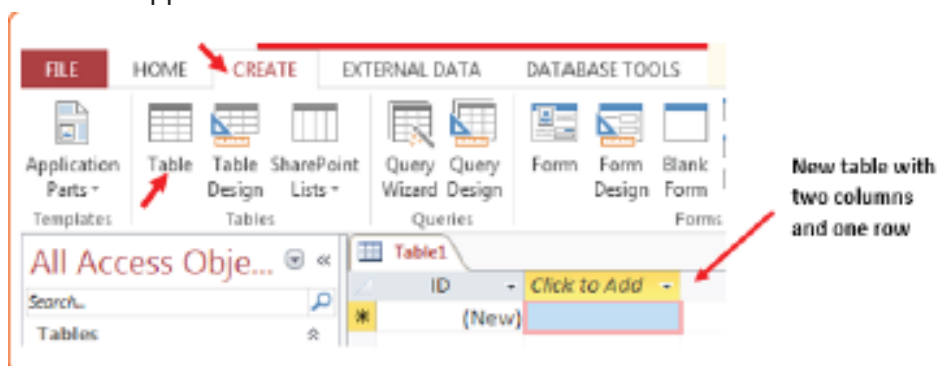 FILE HOME CREATE EXTERNAL DATA DATABASE TOOLS
Application Table Table SharePoint Query Query Form Form Blank
Parts Design Lists Wizard Design Design Form
Templates Tables Queries Forms
New table with
two columns
and one row
All Access Obje... «
Table1
ID Click to Add
Search..
(New)
Tables